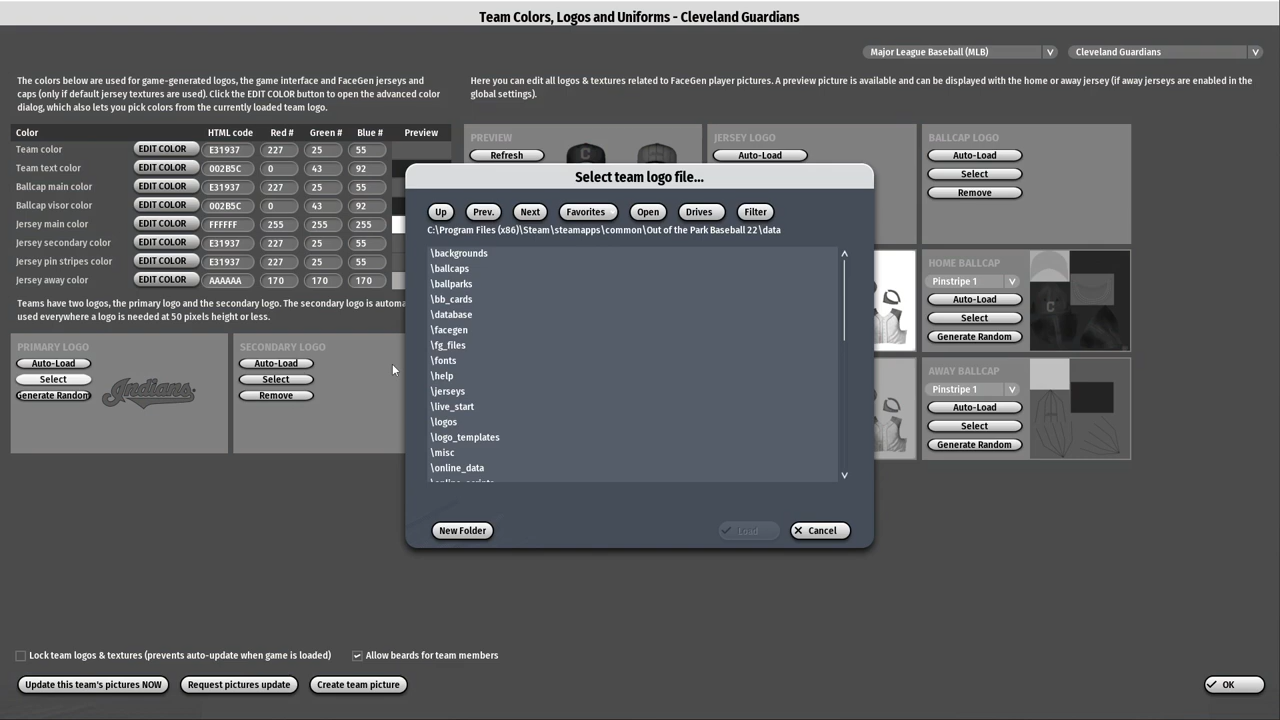 Team Colors, Logos and Uniforms - Cleveland Guardians
Major League Baseball (MLB)
Cleveland Guardians
The colors below are used for game-generated logos, the game interface and FaceGen jerseys and
caps (only if default jersey textures are used). Click the EDIT COLOR button to open the advanced color
dialog, which also lets you pick colors from the currently loaded team logo.
Here you can edit all logos & textures related to FaceGen player pictures. A preview picture is available and can be displayed with the home or away jersey (if away jerseys are enabled in the
global settings).
Color HTML code Red # Green # Blue # Preview
Team color EDIT COLOR E31937 227 25 55
Team text color EDIT COLOR 002B5C 0 43 92
Ballcap main color EDIT COLOR E31937 227 25 55
Ballcap visor color EDIT COLOR 002B5C 0 43 92
Jersey main color EDIT COLOR FFFFFF 255 255 255
Jersey secondary color EDIT COLOR E31937 227 25 55
Jersey pin stripes color EDIT COLOR E31937 227 25 55
Jersey away color EDIT COLOR AAAAAA 170 170 170
Teams have two logos, the primary logo and the secondary logo. The secondary logo is automa
used everywhere a logo is needed at 50 pixels height or less.
PRIMARY LOGO
Auto-Load
Select
Generate Random
Indians
SECONDARY LOGO
Auto-Load
Select
Remove
PREVIEW
Refresh
C
JERSEY LOGO
Auto-Load
BALLCAP LOGO
Auto-Load
Select
Remove
HOME BALLCAP
Pinstripe 1
Auto-Load
Select
Generate Random
C
AWAY BALLCAP
Pinstripe 1
Auto-Load
Select
Generate Random
Select team logo file...
Up Prev. Next Favorites Open Drives Filter
C:\Program Files (x86)\Steam\steamapps\common\Out of the Park Baseball 22\data
\backgrounds
\ballcaps
\ballparks
\bb_cards
\database
\facegen
\fg_files
\fonts
\help
\jerseys
\live_start
\logos
\logo_templates
\misc
\online_data
\online_scripts
New Folder Load Cancel
Lock team logos & textures (prevents auto-update when game is loaded)
Allow beards for team members
Update this team's pictures NOW
Request pictures update
Create team picture
OK